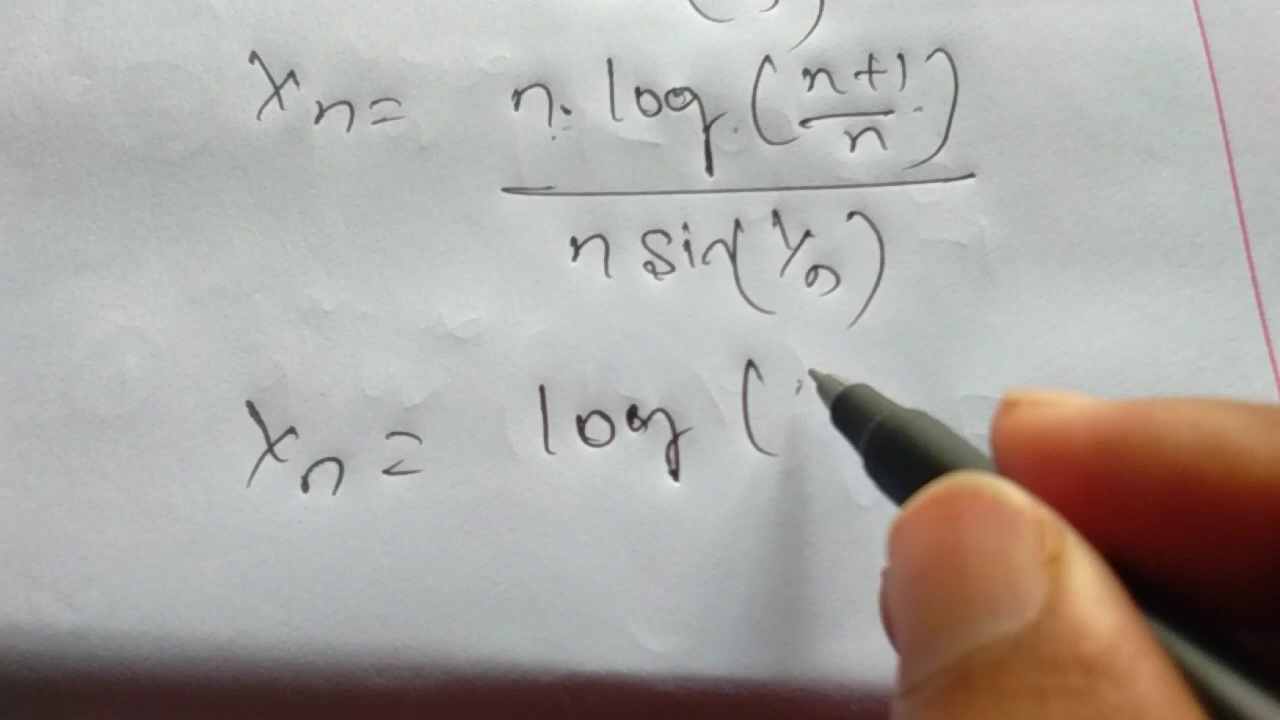 Xn = n. log (n+1/n)
n sin(1/n)
Xn = log (